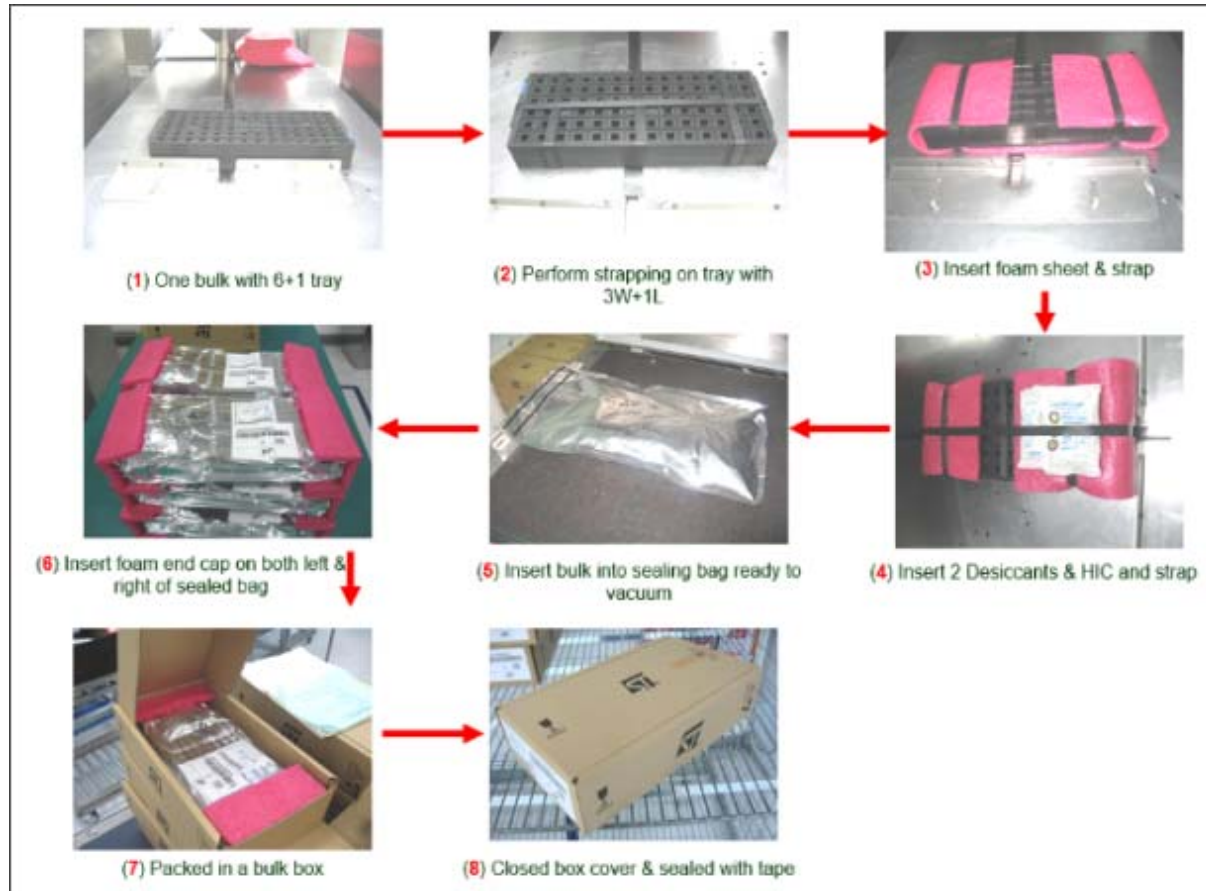 (1) One bulk with 6+1 tray
(2) Perform strapping on tray with
3W+1L
(3) Insert foam sheet & strap
(4) Insert 2 Desiccants & HIC and strap
(5) Insert bulk into sealing bag ready to
vacuum
(6) Insert foam end cap on both left &
right of sealed bag
(7) Packed in a bulk box
(8) Closed box cover & sealed with tape